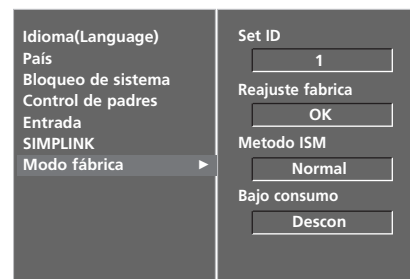 Idioma(Language)
País
Bloqueo de sistema
Control de padres
Entrada
SIMPLINK
Modo fábrica ►
Set ID
1
Reajuste fabrica
OK
Metodo ISM
Normal
Bajo consumo
Descon